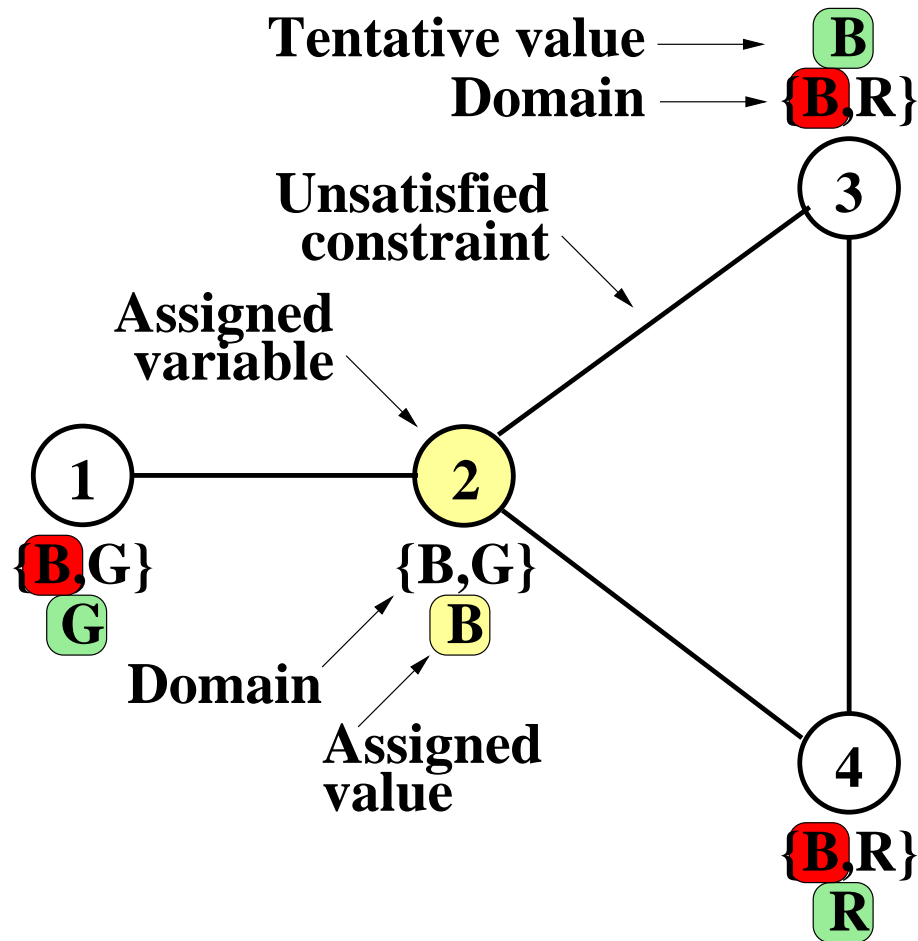 Tentative value
B
Domain
{B,R}
3
Unsatisfied
constraint
Assigned
variable
1
2
{B,G}
G
{B,G}
B
Domain
Assigned
value
4
{B,R}
R